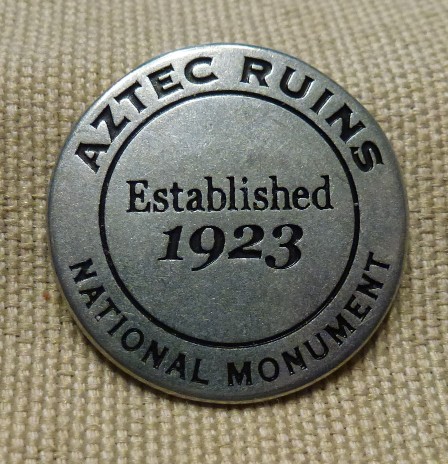 AZTEC RUINS
Established
1923
NATIONAL MONUMENT